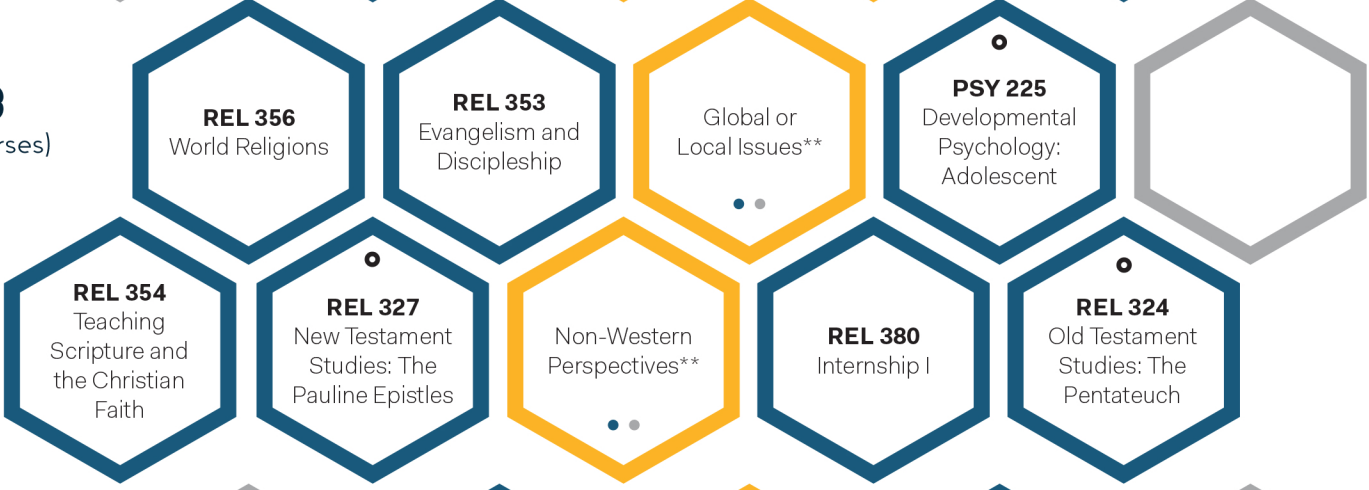 REL 356
World Religions
REL 353
Evangelism and
Discipleship
Global or
Local Issues**
PSY 225
Developmental
Psychology:
Adolescent
rses)
REL 354
Teaching
Scripture and
the Christian
Faith
REL 327
New Testament
Studies: The
Pauline Epistles
Non-Western
Perspectives**
REL 380
Internship I
REL 324
Old Testament
Studies: The
Pentateuch